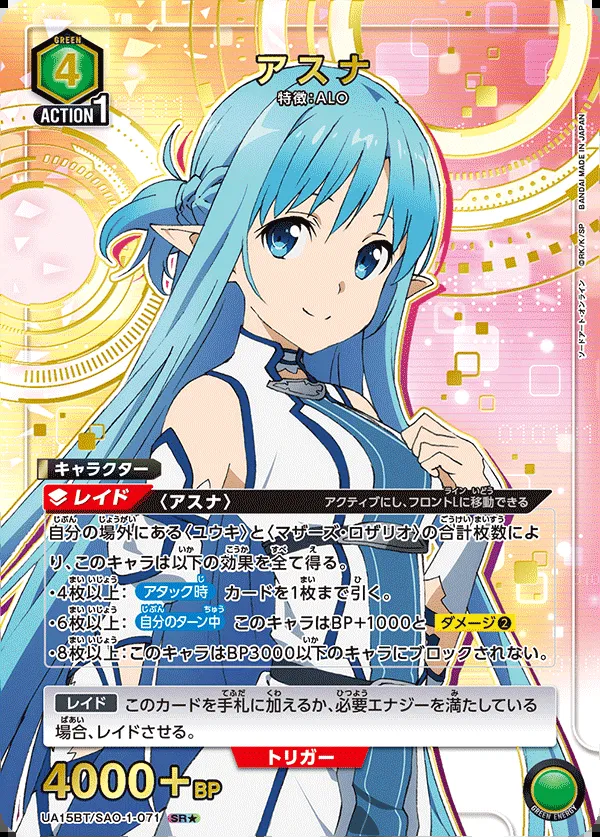 GREEN
4
ACTION1
アスナ
特徴:ALO
BANDAI MADE IN JAPAN
ソードアート・オンライン ©RK/K/SP
キャラクター
レイド 〈アスナ〉 アクティブにし、フロントLに移動できる
自分の場外にある〈ユウキ〉と〈マザーズ・ロザリオ〉の合計枚数によ
り、このキャラは以下の効果を全て得る。
・4枚以上: アタック時 カードを1枚まで引く。
・6枚以上: 自分のターン中 このキャラはBP+1000と ダメージ❷
・8枚以上:このキャラはBP3000以下のキャラにブロックされない。
レイド このカードを手札に加えるか、必要エナジーを満たしている
場合、レイドさせる。
トリガー
4000+BP
UA15BT/SAO-1-071 SR★
GREEN ENERGY